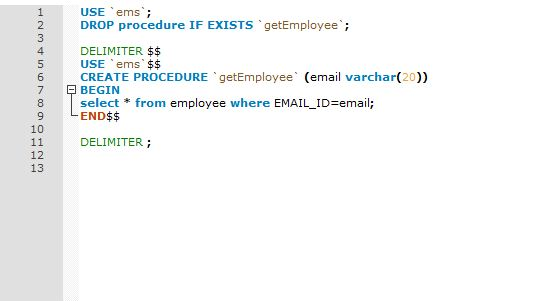 1 USE `ems`;
2 DROP procedure IF EXISTS `getEmployee`;
3
4 DELIMITER $$
5 USE `ems`$$
6 CREATE PROCEDURE `getEmployee` (email varchar(20))
7 BEGIN
8 select * from employee where EMAIL_ID=email;
9 END$$
10
11 DELIMITER ;
12
13